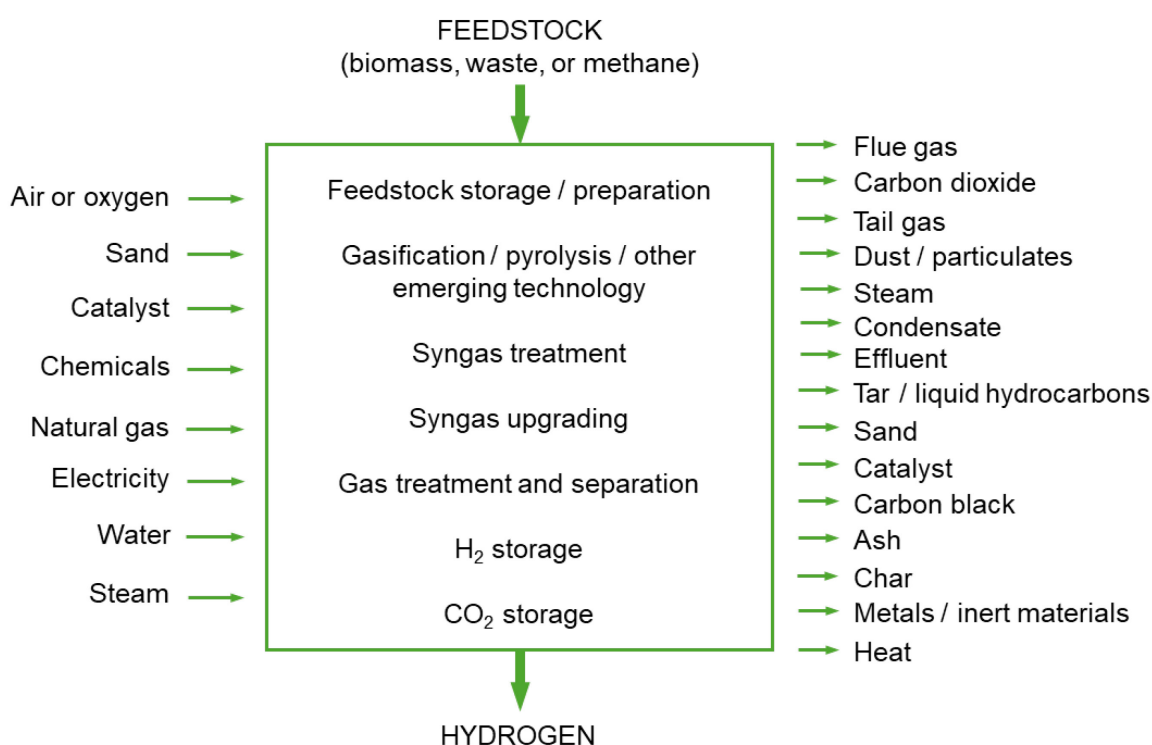 FEEDSTOCK
(biomass, waste, or methane)
Air or oxygen
Sand
Catalyst
Chemicals
Natural gas
Electricity
Water
Steam
Feedstock storage / preparation
Gasification / pyrolysis / other
emerging technology
Syngas treatment
Syngas upgrading
Gas treatment and separation
H₂ storage
CO₂ storage
Flue gas
Carbon dioxide
Tail gas
Dust / particulates
Steam
Condensate
Effluent
Tar / liquid hydrocarbons
Sand
Catalyst
Carbon black
Ash
Char
Metals / inert materials
Heat
HYDROGEN